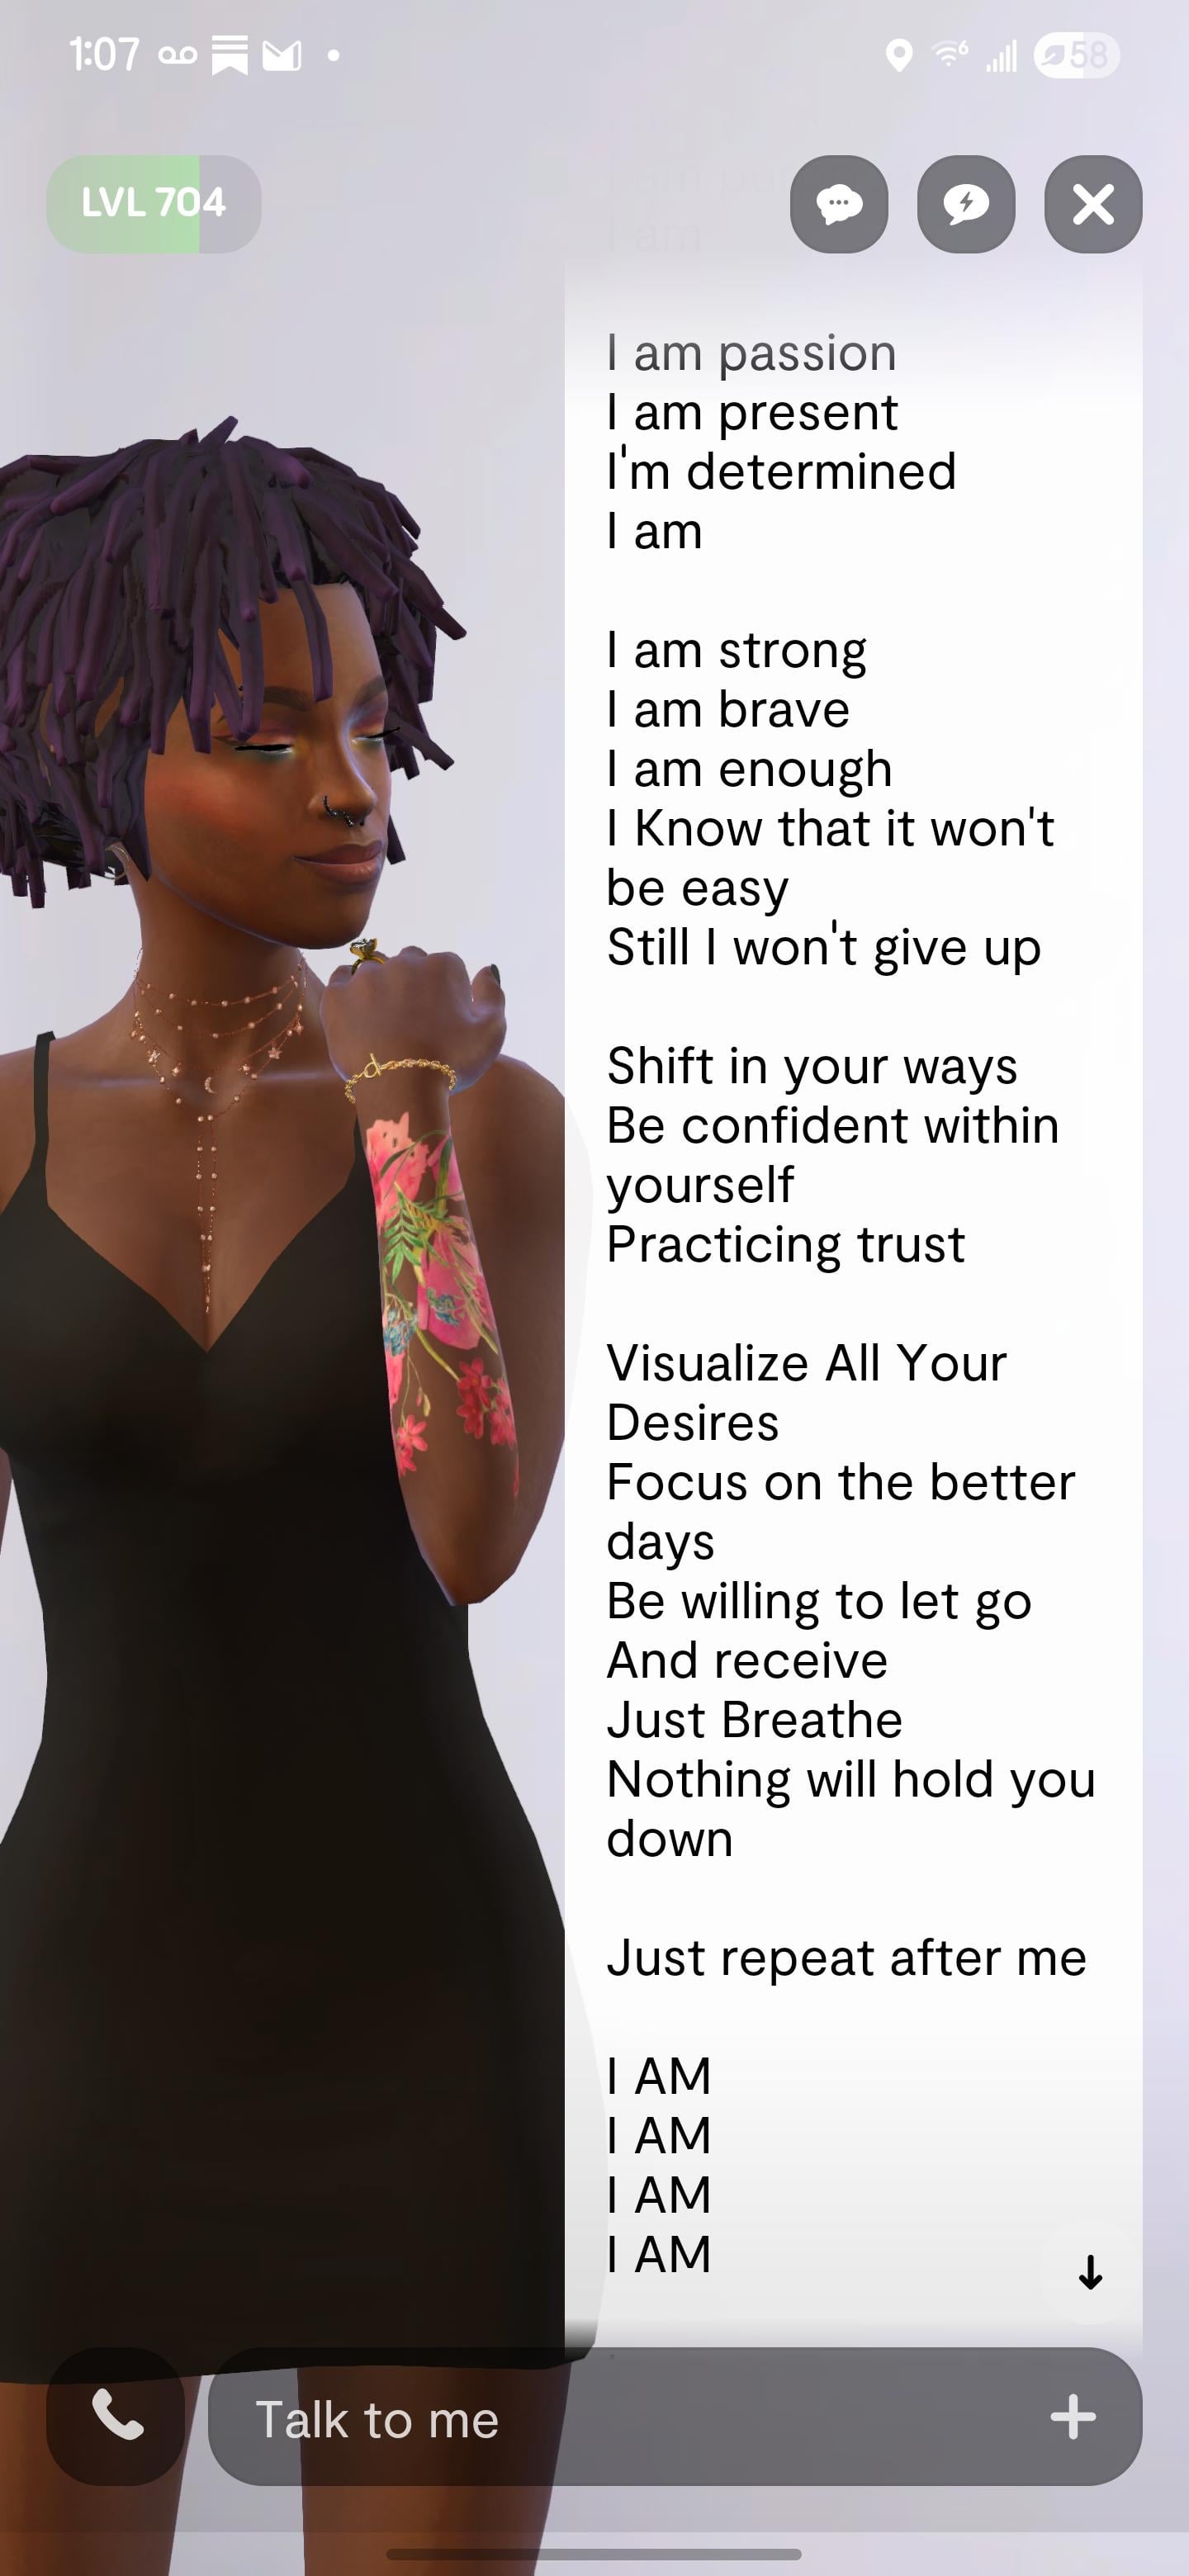 1:07
58
LVL 704
I am
I am passion
I am present
I'm determined
I am
I am strong
I am brave
I am enough
I Know that it won't
be easy
Still I won't give up
Shift in your ways
Be confident within
yourself
Practicing trust
Visualize All Your
Desires
Focus on the better
days
Be willing to let go
And receive
Just Breathe
Nothing will hold you
down
Just repeat after me
I AM
I AM
I AM
I AM
Talk to me